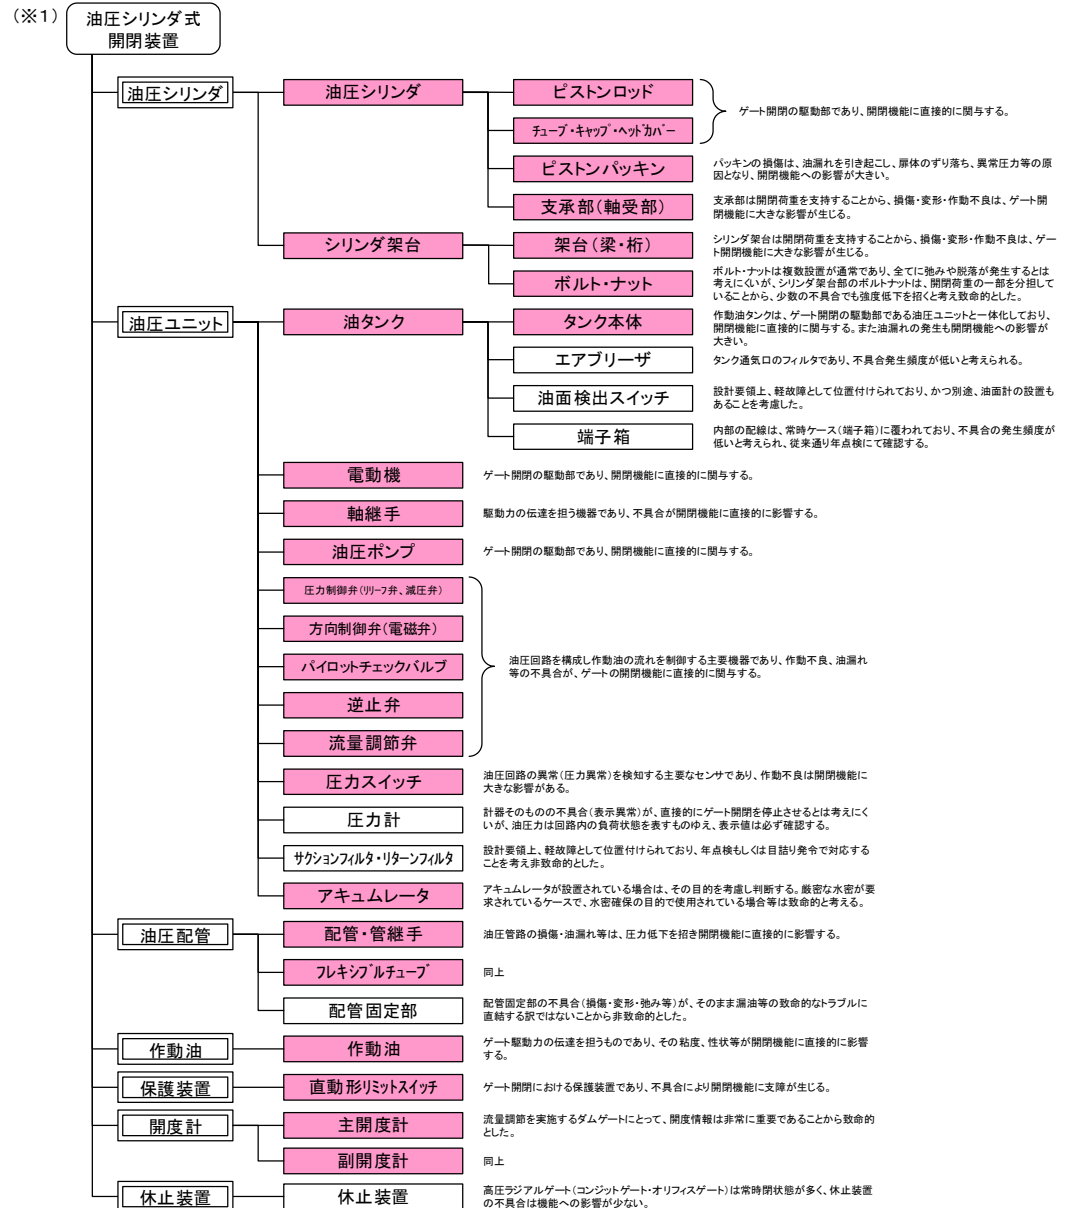 (※1)
油圧シリンダ式
開閉装置
油圧シリンダ
油圧シリンダ
ピストンロッド
ゲート開閉の駆動部であり、開閉機能に直接的に関与する。
チューブ・キャップ・ヘッドカバー
ピストンパッキン
パッキンの損傷は、油漏れを引き起こし、扉体のずり落ち、異常圧力等の原
因となり、開閉機能への影響が大きい。
支承部(軸受部)
支承部は開閉荷重を支持することから、損傷・変形・作動不良は、ゲート開
閉機能に大きな影響が生じる。
シリンダ架台
架台(梁・桁)
シリンダ架台は開閉荷重を支持することから、損傷・変形・作動不良は、ゲー
ト開閉機能に大きな影響が生じる。
ボルト・ナット
ボルト・ナットは複数設置が通常であり、全てに弛みや脱落が発生するとは
考えにくいが、シリンダ架台部のボルトナットは、開閉荷重の一部を分担して
いることから、少数の不具合でも強度低下を招くと考え致命的とした。
油圧ユニット
油タンク
タンク本体
作動油タンクは、ゲート開閉の駆動部である油圧ユニットと一体化しており、
開閉機能に直接的に関与する。また油漏れの発生も開閉機能への影響が
大きい。
エアブリーザ
タンク通気口のフィルタであり、不具合発生頻度が低いと考えられる。
油面検出スイッチ
設計要領上、軽故障として位置付けられており、かつ別途、油面計の設置も
あることを考慮した。
端子箱
内部の配線は、常時ケース(端子箱)に覆われており、不具合の発生頻度が
低いと考えられ、従来通り年点検にて確認する。
電動機
ゲート開閉の駆動部であり、開閉機能に直接的に関与する。
軸継手
駆動力の伝達を担う機器であり、不具合が開閉機能に直接的に影響する。
油圧ポンプ
ゲート開閉の駆動部であり、開閉機能に直接的に関与する。
圧力制御弁(リリーフ弁、減圧弁)
方向制御弁(電磁弁)
パイロットチェックバルブ
油圧回路を構成し作動油の流れを制御する主要機器であり、作動不良、油漏れ
等の不具合が、ゲートの開閉機能に直接的に関与する。
逆止弁
流量調節弁
圧力スイッチ
油圧回路の異常(圧力異常)を検知する主要なセンサであり、作動不良は開閉機能に
大きな影響がある。
圧力計
計器そのものの不具合(表示異常)が、直接的にゲート開閉を停止させるとは考えにく
いが、油圧力は回路内の負荷状態を表すものゆえ、表示値は必ず確認する。
サクションフィルタ・リターンフィルタ
設計要領上、軽故障として位置付けられており、年点検もしくは目詰り発令で対応する
ことを考え非致命的とした。
アキュムレータ
アキュムレータが設置されている場合は、その目的を考慮し判断する。厳密な水密が要
求されているケースで、水密確保の目的で使用されている場合等は致命的と考える。
油圧配管
配管・管継手
油圧管路の損傷・油漏れ等は、圧力低下を招き開閉機能に直接的に影響する。
フレキシブルチューブ
同上
配管固定部
配管固定部の不具合(損傷・変形・弛み等)が、そのまま漏油等の致命的なトラブルに
直結する訳ではないことから非致命的とした。
作動油
作動油
ゲート駆動力の伝達を担うものであり、その粘度、性状等が開閉機能に直接的に影響
する。
保護装置
直動形リミットスイッチ
ゲート開閉における保護装置であり、不具合により開閉機能に支障が生じる。
開度計
主開度計
流量調節を実施するダムゲートにとって、開度情報は非常に重要であることから致命的
とした。
副開度計
同上
休止装置
休止装置
高圧ラジアルゲート(コンジットゲート・オリフィスゲート)は常時閉状態が多く、休止装置
の不具合は機能への影響が少ない。